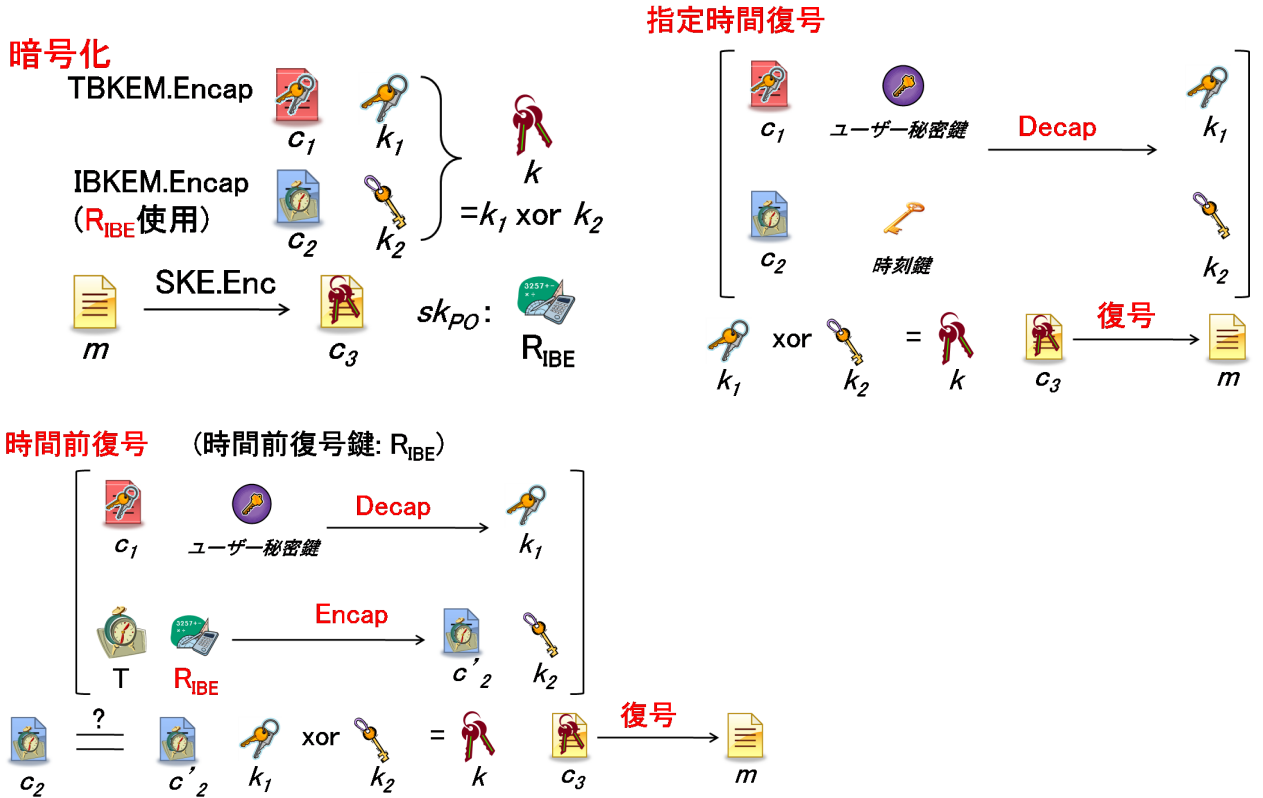 暗号化
TBKEM.Encap
c1
k1
k
=k1 xor k2
IBKEM.Encap
(RIBE使用)
c2
k2
m
SKE.Enc
c3
skPO:
3257+-
×÷
RIBE
指定時間復号
c1
ユーザー秘密鍵
Decap
k1
c2
時刻鍵
k2
k1
xor
k2
=
k
c3
復号
m
時間前復号 (時間前復号鍵: RIBE)
c1
ユーザー秘密鍵
Decap
k1
T
3257+-
×÷
RIBE
Encap
c’2
k2
c2
?
c’2
k1
xor
k2
=
k
c3
復号
m